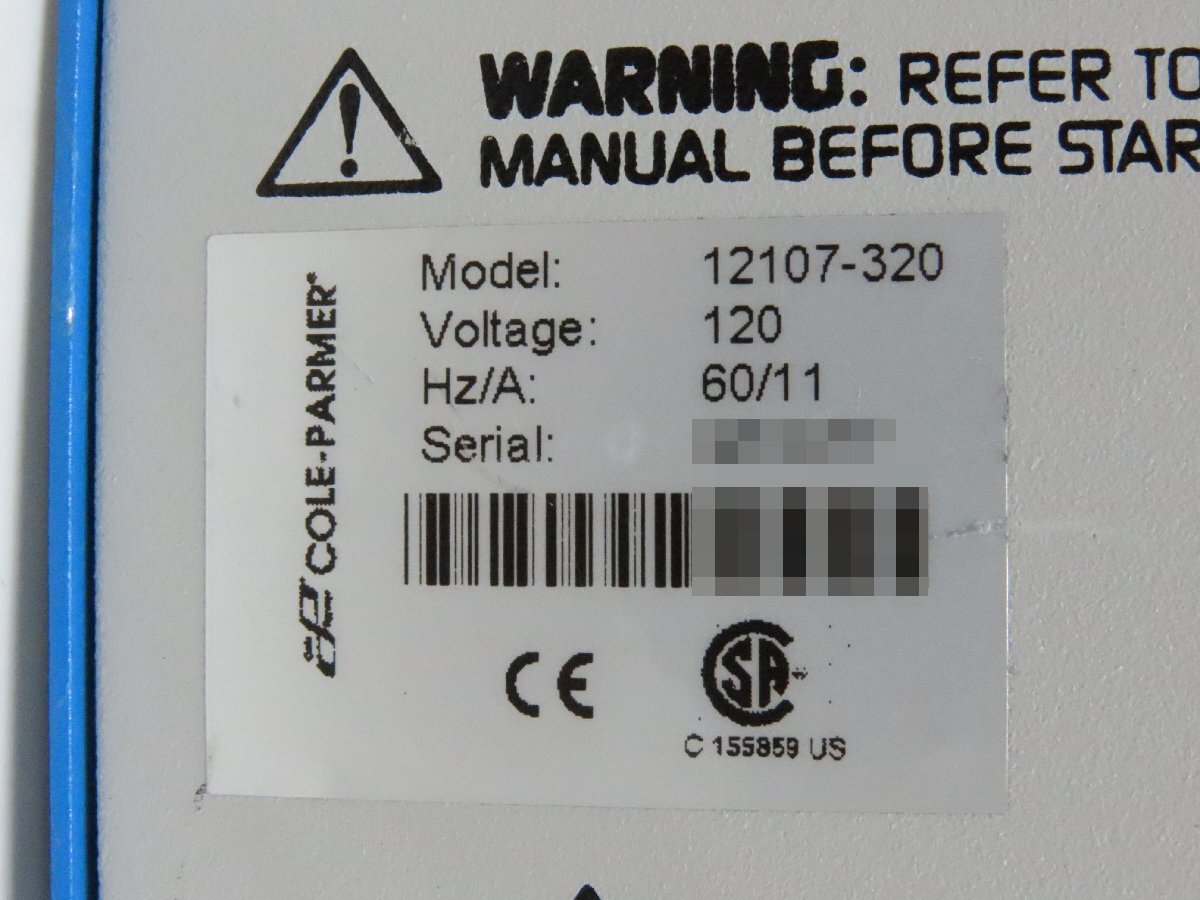 WARNING: REFER TO
MANUAL BEFORE STAR
COLE-PARMER®
Model: 12107-320
Voltage: 120
Hz/A: 60/11
Serial:
CE
CSA
C 155859 US